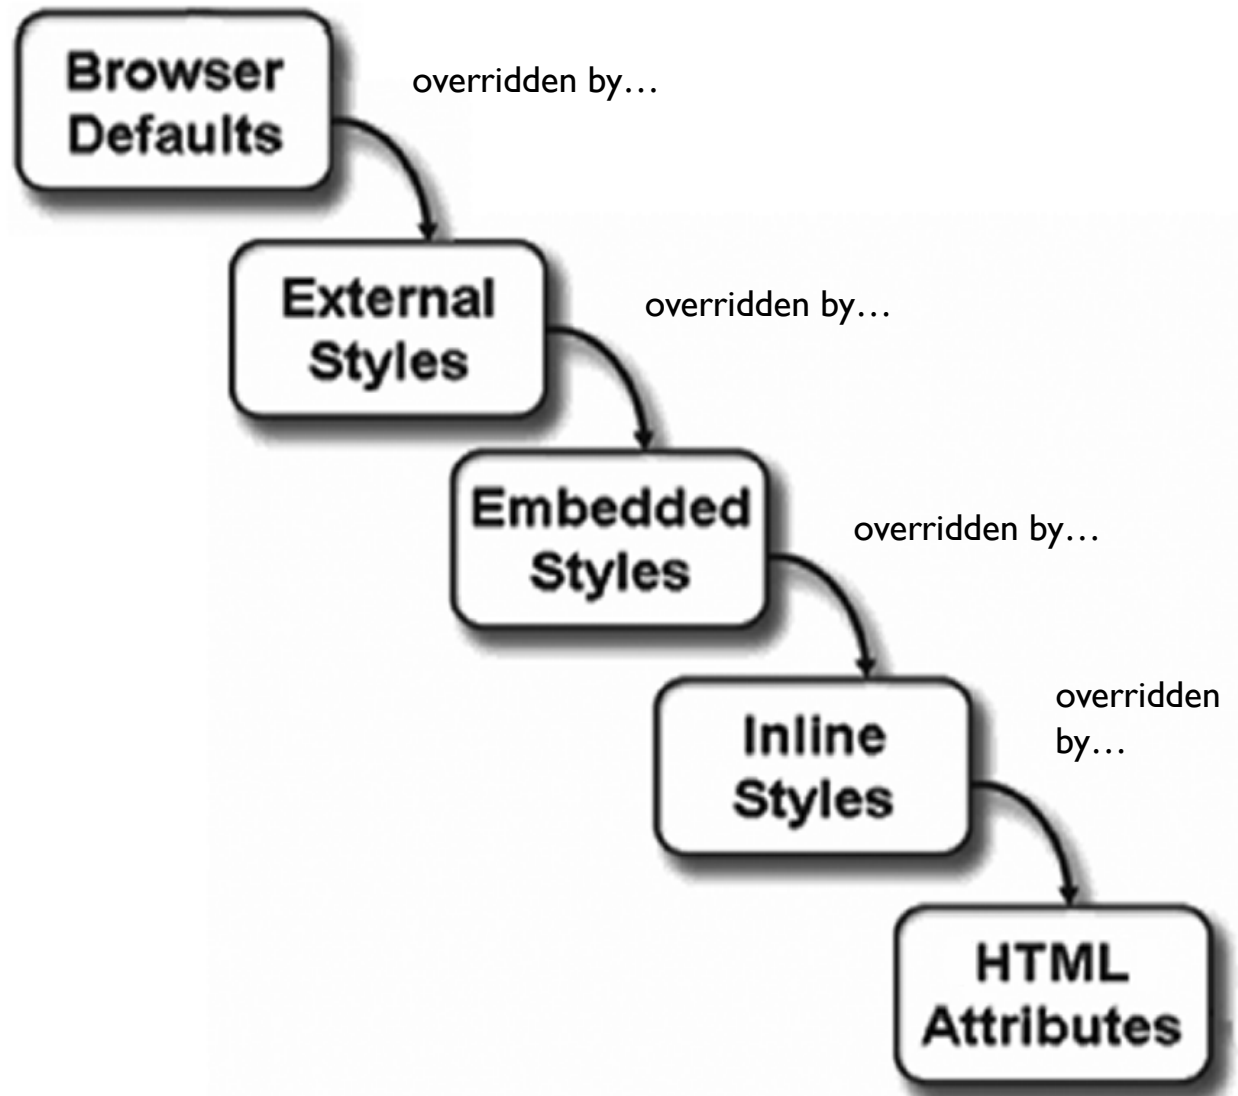 Browser
Defaults
overridden by…
External
Styles
overridden by…
Embedded
Styles
overridden by…
Inline
Styles
overridden
by…
HTML
Attributes